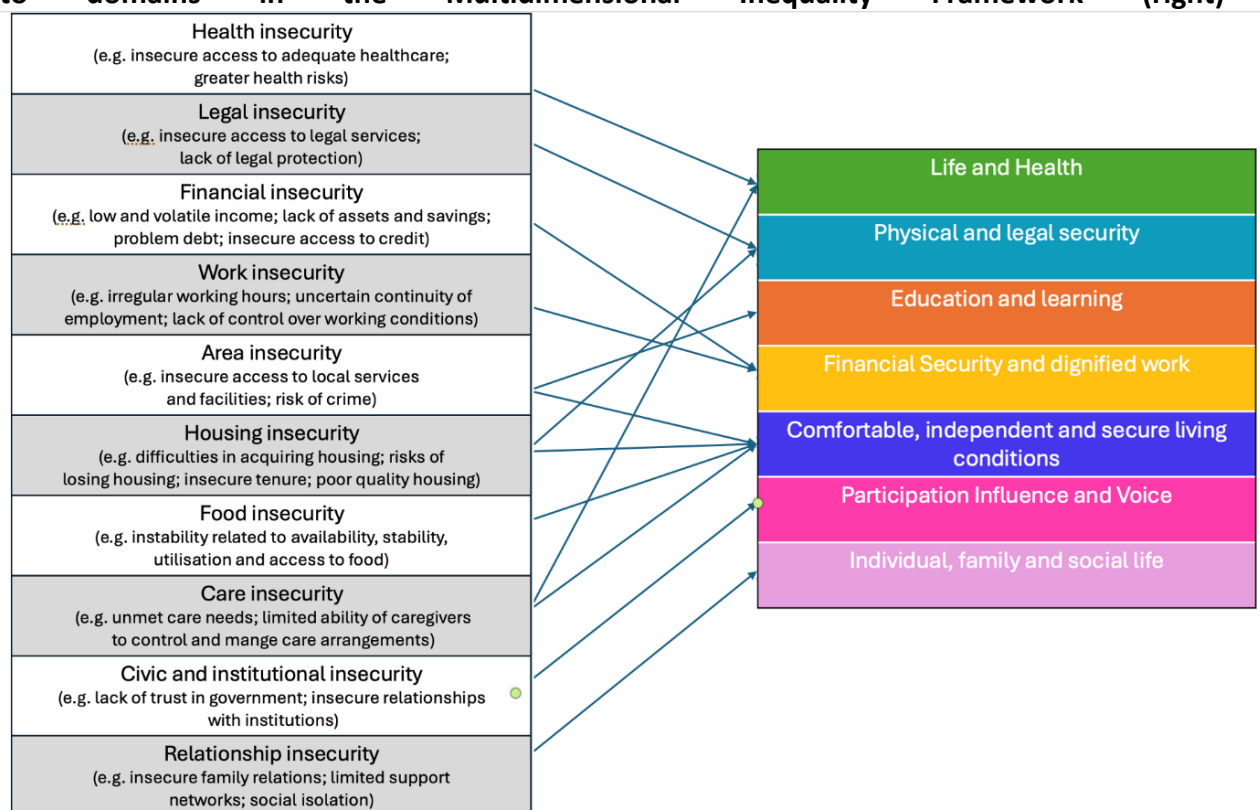 to domains in the Multidimensional Inequality Framework (right)
Health insecurity
(e.g. insecure access to adequate healthcare;
greater health risks)
Legal insecurity
(e.g. insecure access to legal services;
lack of legal protection)
Financial insecurity
(e.g. low and volatile income; lack of assets and savings;
problem debt; insecure access to credit)
Work insecurity
(e.g. irregular working hours; uncertain continuity of
employment; lack of control over working conditions)
Area insecurity
(e.g. insecure access to local services
and facilities; risk of crime)
Housing insecurity
(e.g. difficulties in acquiring housing; risks of
losing housing; insecure tenure; poor quality housing)
Food insecurity
(e.g. instability related to availability, stability,
utilisation and access to food)
Care insecurity
(e.g. unmet care needs; limited ability of caregivers
to control and mange care arrangements)
Civic and institutional insecurity
(e.g. lack of trust in government; insecure relationships
with institutions)
Relationship insecurity
(e.g. insecure family relations; limited support
networks; social isolation)
Life and Health
Physical and legal security
Education and learning
Financial Security and dignified work
Comfortable, independent and secure living
conditions
Participation Influence and Voice
Individual, family and social life